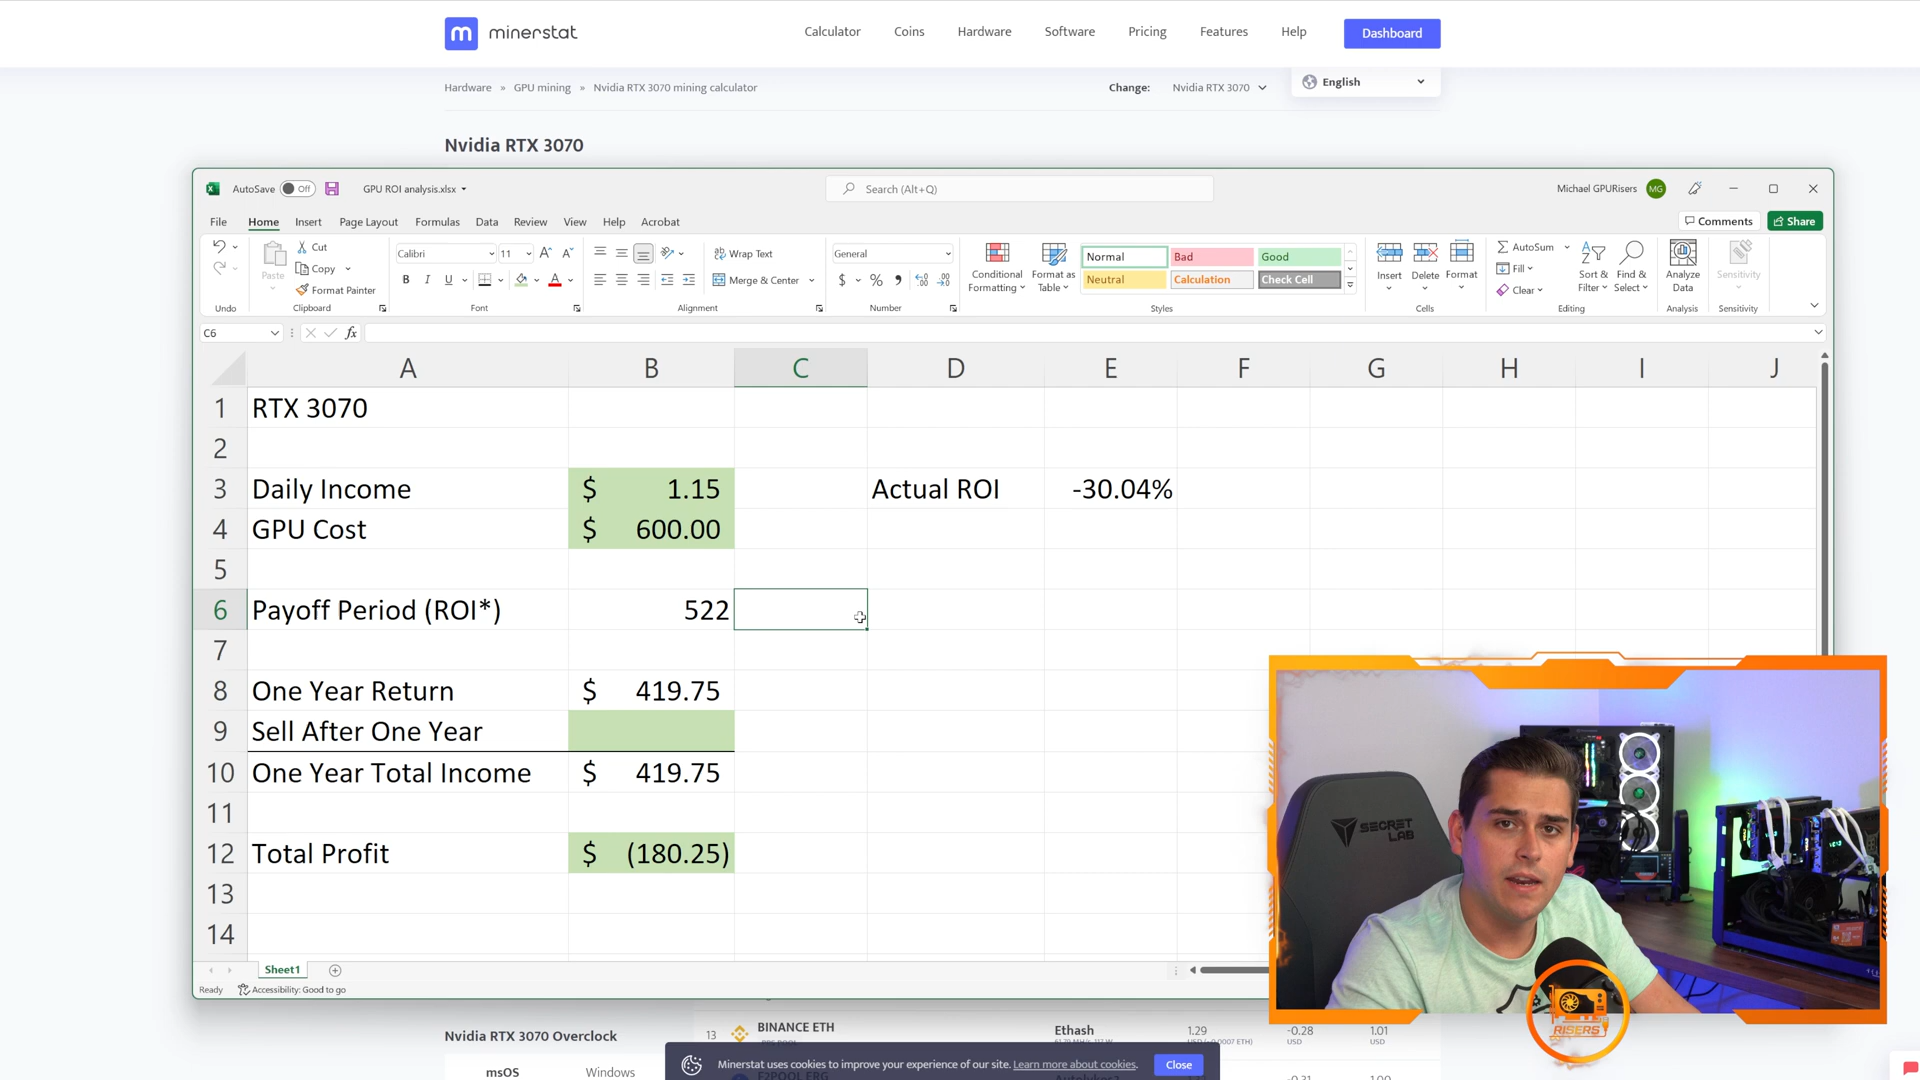 m minerstat
Calculator Coins Hardware Software Pricing Features Help Dashboard
Hardware » GPU mining » Nvidia RTX 3070 mining calculator
Change: Nvidia RTX 3070
English
Nvidia RTX 3070
AutoSave Off GPU ROI analysis.xlsx Search (Alt+Q) Michael GPURisers MG
File Home Insert Page Layout Formulas Data Review View Help Acrobat Comments Share
Cut
Copy
Format Painter
Paste
Undo Clipboard
Calibri 11
B I U
Font
Wrap Text
Merge & Center
Alignment
General
$ %
Number
Conditional Formatting
Format as Table
Normal Bad Good
Neutral Calculation Check Cell
Styles
Insert Delete Format
Cells
AutoSum
Fill
Clear
Sort & Filter
Find & Select
Editing
Analyze Data
Analysis
Sensitivity
Sensitivity
C6 fx
A B C D E F G H I J
1 RTX 3070
2
3 Daily Income $ 1.15 Actual ROI -30.04%
4 GPU Cost $ 600.00
5
6 Payoff Period (ROI*) 522
7
8 One Year Return $ 419.75
9 Sell After One Year
10 One Year Total Income $ 419.75
11
12 Total Profit $ (180.25)
13
14
Sheet1
Ready Accessibility: Good to go
SECRET LAB
RISERS
Nvidia RTX 3070 Overclock
msOS Windows
13 BINANCE ETH Ethash 1.29 -0.28 1.01
USD USD
Minerstat uses cookies to improve your experience of our site. Learn more about cookies. Close